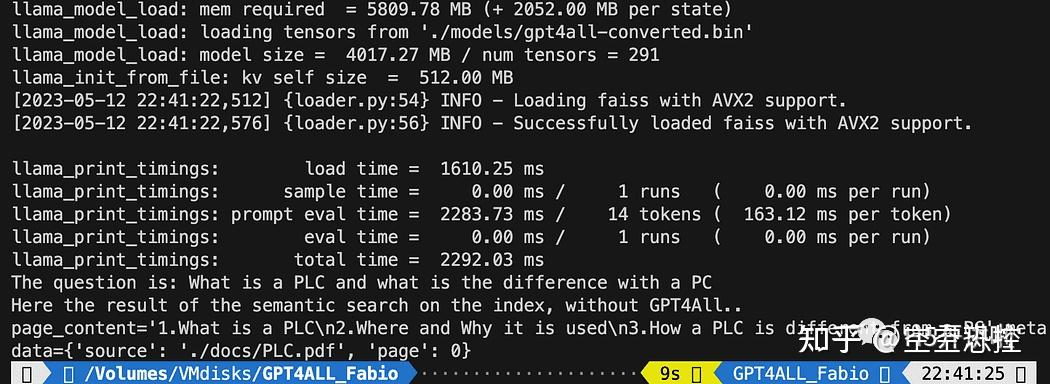 llama_model_load: mem required  = 5809.78 MB (+ 2052.00 MB per state)
llama_model_load: loading tensors from './models/gpt4all-converted.bin'
llama_model_load: model size =  4017.27 MB / num tensors = 291
llama_init_from_file: kv self size  =  512.00 MB
[2023-05-12 22:41:22,512] {loader.py:54} INFO - Loading faiss with AVX2 support.
[2023-05-12 22:41:22,576] {loader.py:56} INFO - Successfully loaded faiss with AVX2 support.
llama_print_timings:        load time =  1610.25 ms
llama_print_timings:      sample time =     0.00 ms /     1 runs   (    0.00 ms per run)
llama_print_timings: prompt eval time =  2283.73 ms /    14 tokens (  163.12 ms per token)
llama_print_timings:        eval time =     0.00 ms /     1 runs   (    0.00 ms per run)
llama_print_timings:       total time =  2292.03 ms
The question is: What is a PLC and what is the difference with a PC
Here the result of the semantic search on the index, without GPT4All..
page_content='1.What is a PLC\n2.Where and Why it is used\n3.How a PLC is different from a PC' meta
data={'source': './docs/PLC.pdf', 'page': 0}
知乎
/Volumes/VMdisks/GPT4ALL_Fabio 9s GPT4ALL_Fabio 22:41:25